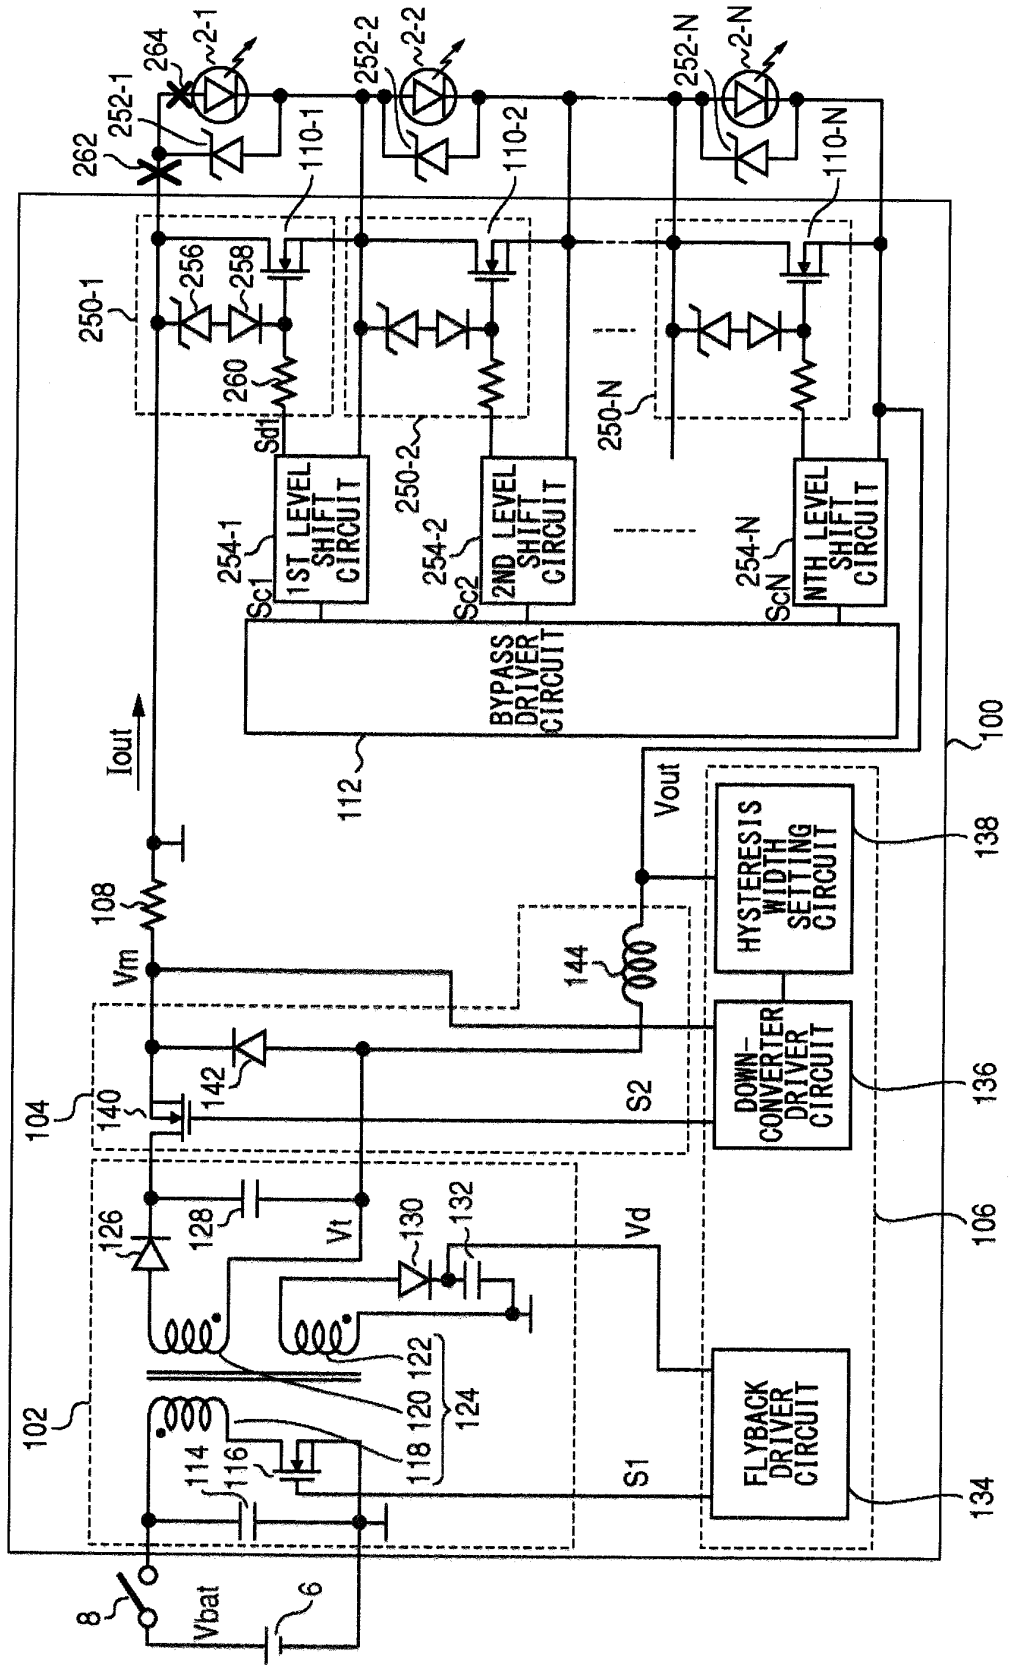 100
102
104
Iout
Vm
108
262
264
252-1
2-1
250-1
256
258
260
110-1
Sd1
254-1
1ST LEVEL
SHIFT
CIRCUIT
Sc1
252-2
2-2
110-2
250-2
254-2
2ND LEVEL
SHIFT
CIRCUIT
Sc2
252-N
2-N
110-N
250-N
254-N
NTH LEVEL
SHIFT
CIRCUIT
ScN
BYPASS
DRIVER
CIRCUIT
112
8
Vbat
6
114
116
118
120
122
124
126
128
Vt
130
132
Vd
140
142
144
S1
S2
Vout
FLYBACK
DRIVER
CIRCUIT
134
DOWN-
CONVERTER
DRIVER
CIRCUIT
136
HYSTERESIS
WIDTH
SETTING
CIRCUIT
138
106